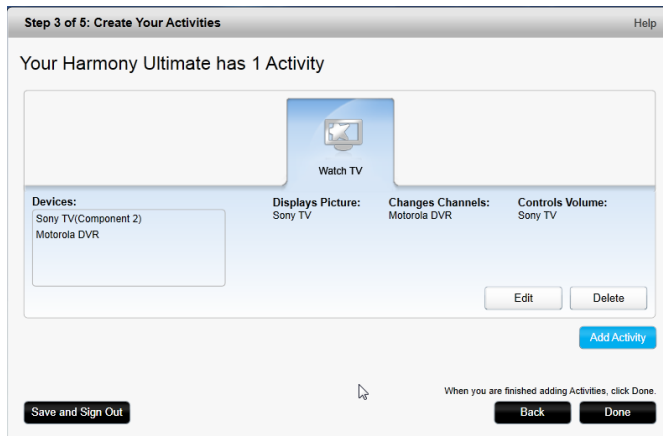 Step 3 of 5: Create Your Activities
Help
Your Harmony Ultimate has 1 Activity
Watch TV
Devices:
Sony TV(Component 2)
Motorola DVR
Displays Picture:
Sony TV
Changes Channels:
Motorola DVR
Controls Volume:
Sony TV
Edit
Delete
Add Activity
When you are finished adding Activities, click Done.
Save and Sign Out
Back
Done